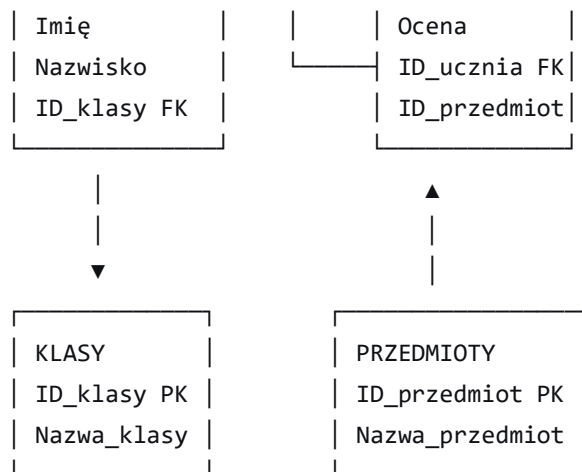 Imię
Nazwisko
ID_klasy FK
Ocena
ID_ucznia FK
ID_przedmiot
KLASY
ID_klasy PK
Nazwa_klasy
PRZEDMIOTY
ID_przedmiot PK
Nazwa_przedmiot